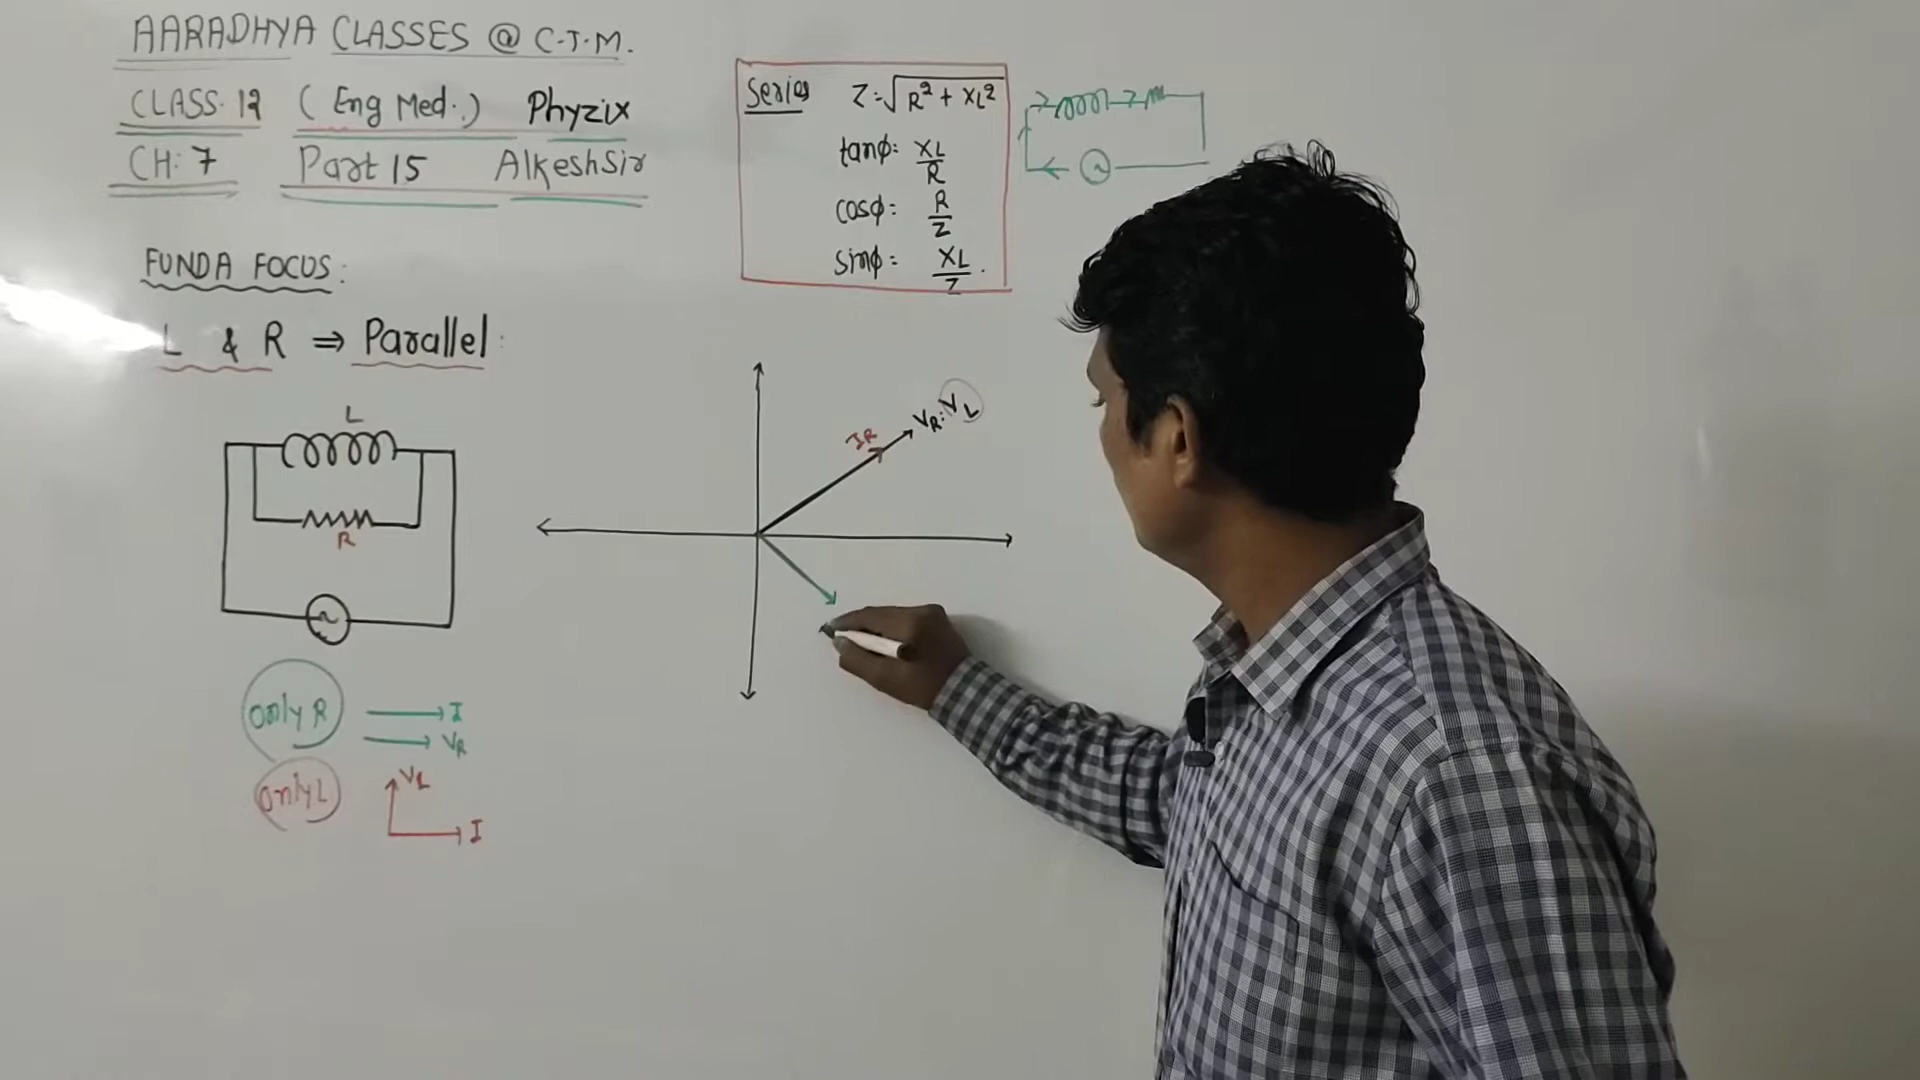 AARADHYA CLASSES @ C.T.M.
CLASS. 12 (Eng Med.) Phyzix
CH: 7 Part 15 AlkeshSir
FUNDA FOCUS:
L & R ⇒ Parallel:
L
R
only R
I
VR
only L
VL
I
Series Z=√R²+XL²
tanφ= XL/R
cosφ= R/Z
sinφ= XL/Z.
IR
VR=VL